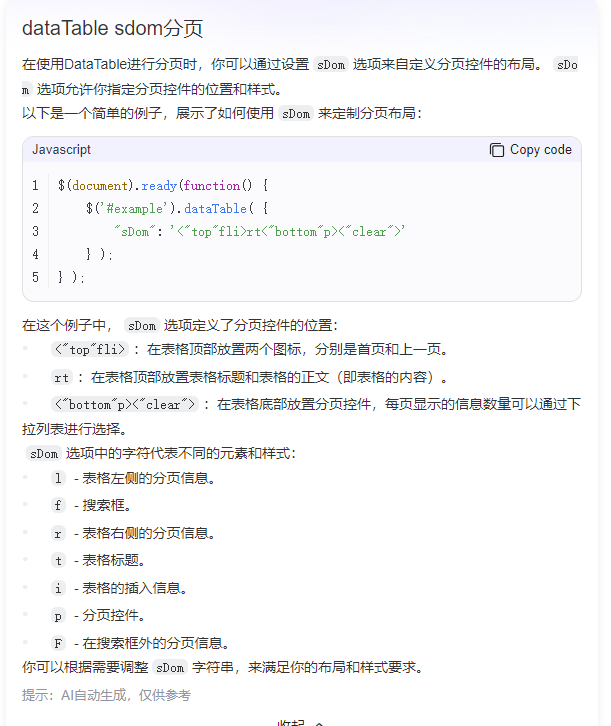 dataTable sdom分页
在使用DataTable进行分页时，你可以通过设置 sDom 选项来自定义分页控件的布局。 sDo
m 选项允许你指定分页控件的位置和样式。
以下是一个简单的例子，展示了如何使用 sDom 来定制分页布局：
Javascript Copy code
1 $(document).ready(function() {
2 $('#example').dataTable( {
3 "sDom": '<"top"fli>rt<"bottom"p><"clear">'
4 } );
5 } );
在这个例子中， sDom 选项定义了分页控件的位置：
<"top"fli> ：在表格顶部放置两个图标，分别是首页和上一页。
rt ：在表格顶部放置表格标题和表格的正文（即表格的内容）。
<"bottom"p><"clear"> ：在表格底部放置分页控件，每页显示的信息数量可以通过下
拉列表进行选择。
sDom 选项中的字符代表不同的元素和样式：
l - 表格左侧的分页信息。
f - 搜索框。
r - 表格右侧的分页信息。
t - 表格标题。
i - 表格的插入信息。
p - 分页控件。
F - 在搜索框外的分页信息。
你可以根据需要调整 sDom 字符串，来满足你的布局和样式要求。
提示：AI自动生成，仅供参考
收起